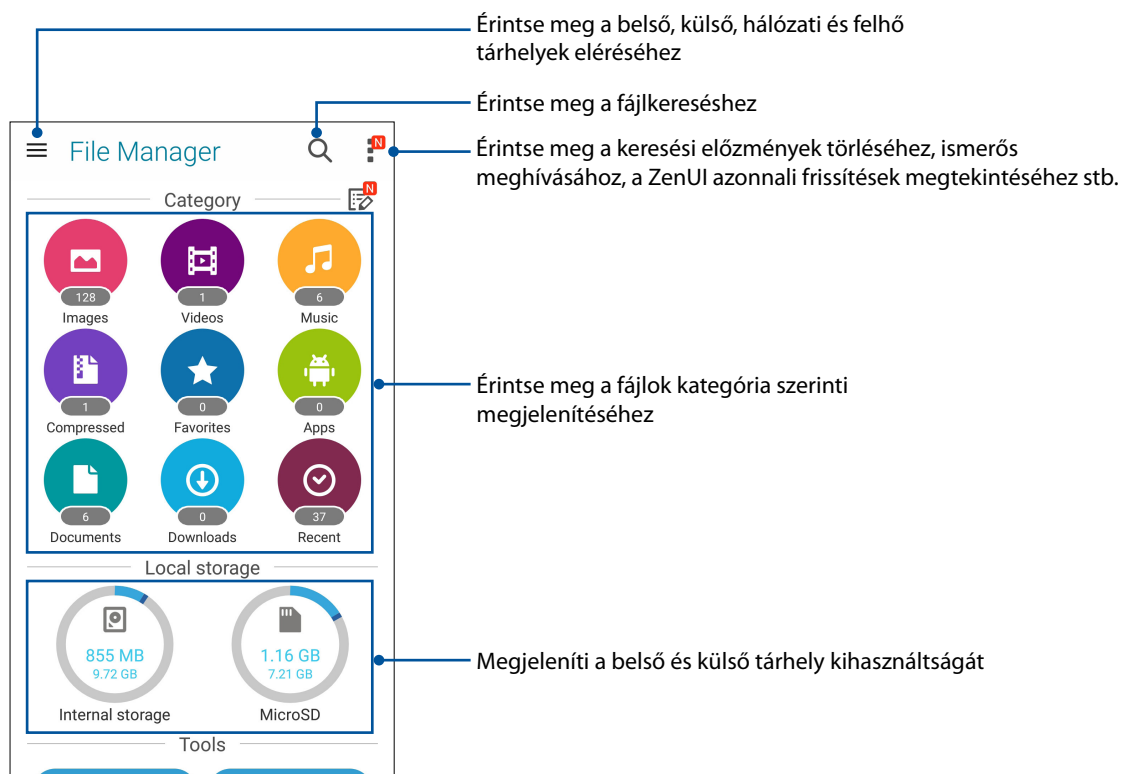 Érintse meg a belső, külső, hálózati és felhő
tárhelyek eléréséhez
Érintse meg a fájlkereséshez
File Manager
N
Érintse meg a keresési előzmények törléséhez, ismerős
meghívásához, a ZenUI azonnali frissítések megtekintéséhez stb.
Category
N
128
1
6
Images
Videos
Music
Érintse meg a fájlok kategória szerinti
megjelenítéséhez
1
0
0
Compressed
Favorites
Apps
6
0
37
Documents
Downloads
Recent
Local storage
855 MB
9.72 GB
1.16 GB
7.21 GB
Megjeleníti a belső és külső tárhely kihasználtságát
Internal storage
MicroSD
Tools